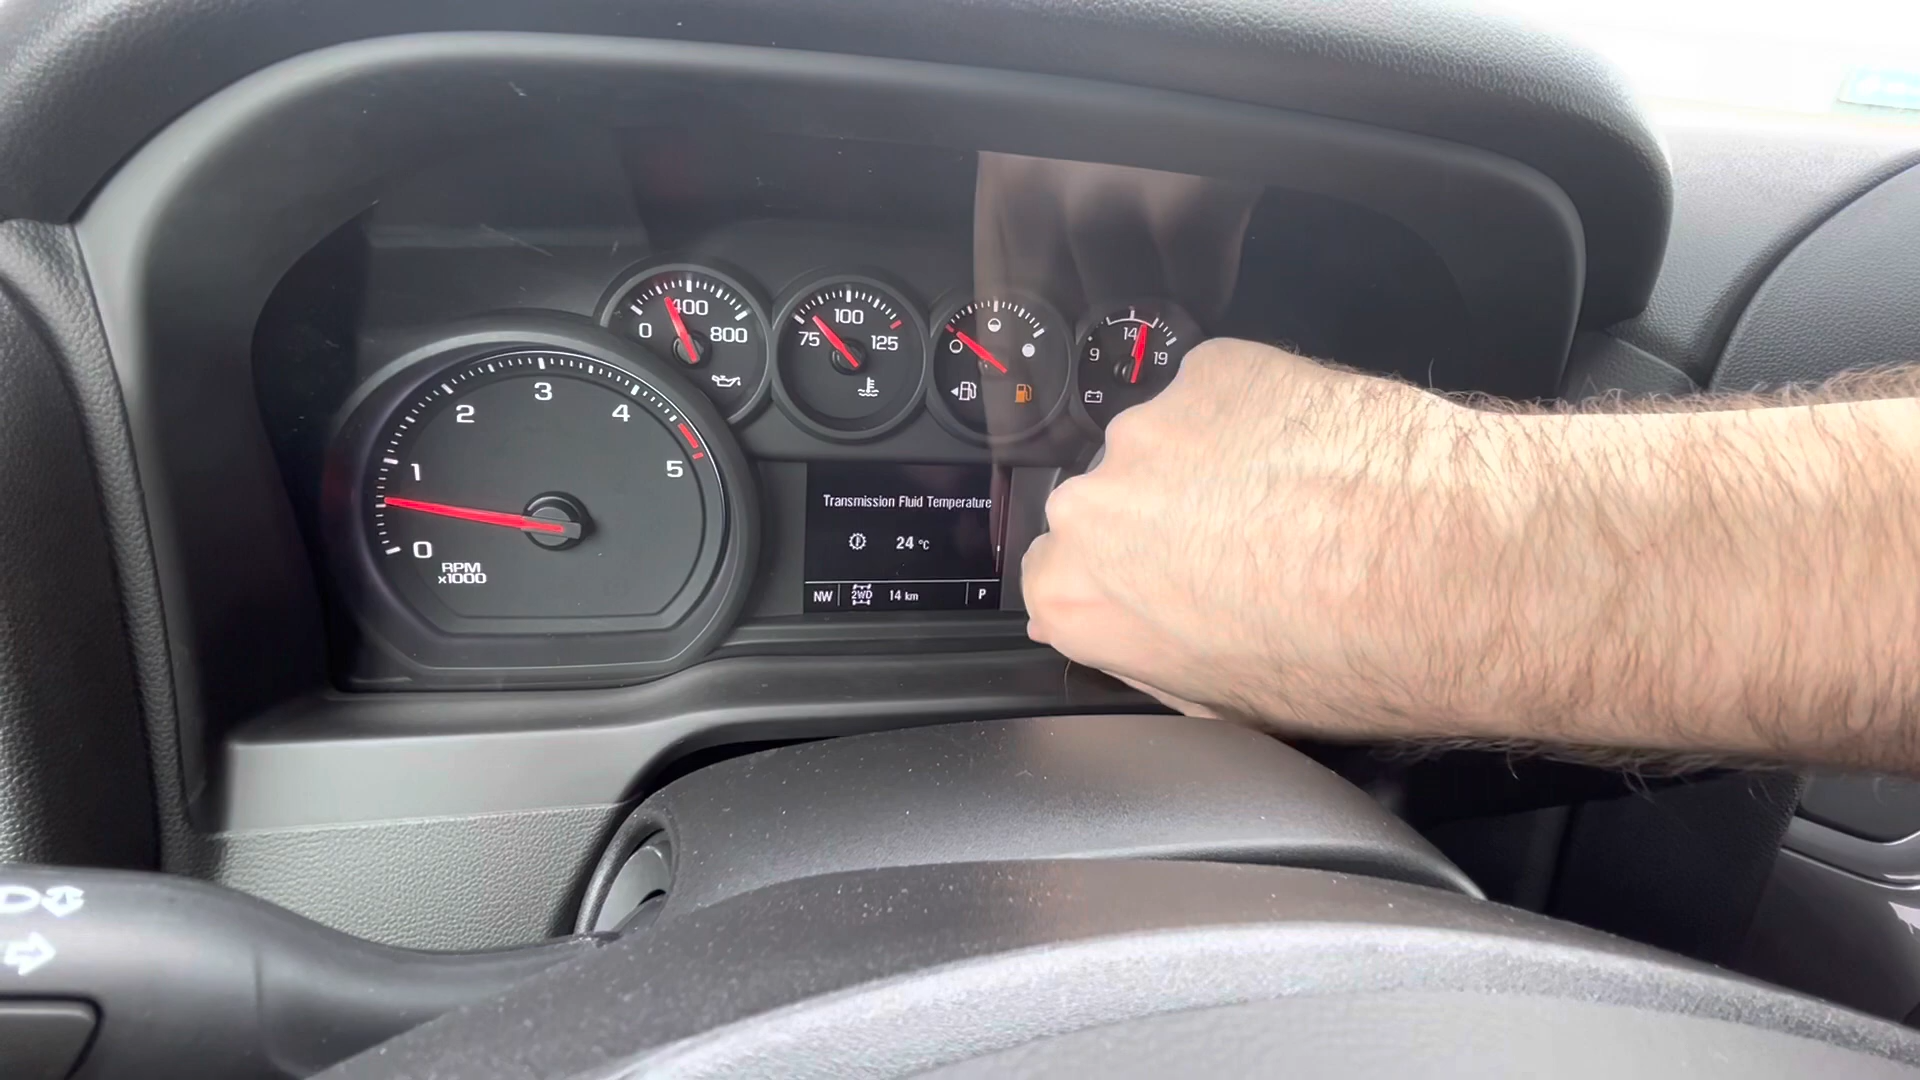 0 400 800
75 100 125
9 14 19
0 1 2 3 4 5
RPM
x1000
Transmission Fluid Temperature
24 °C
NW 2WD 14 km P